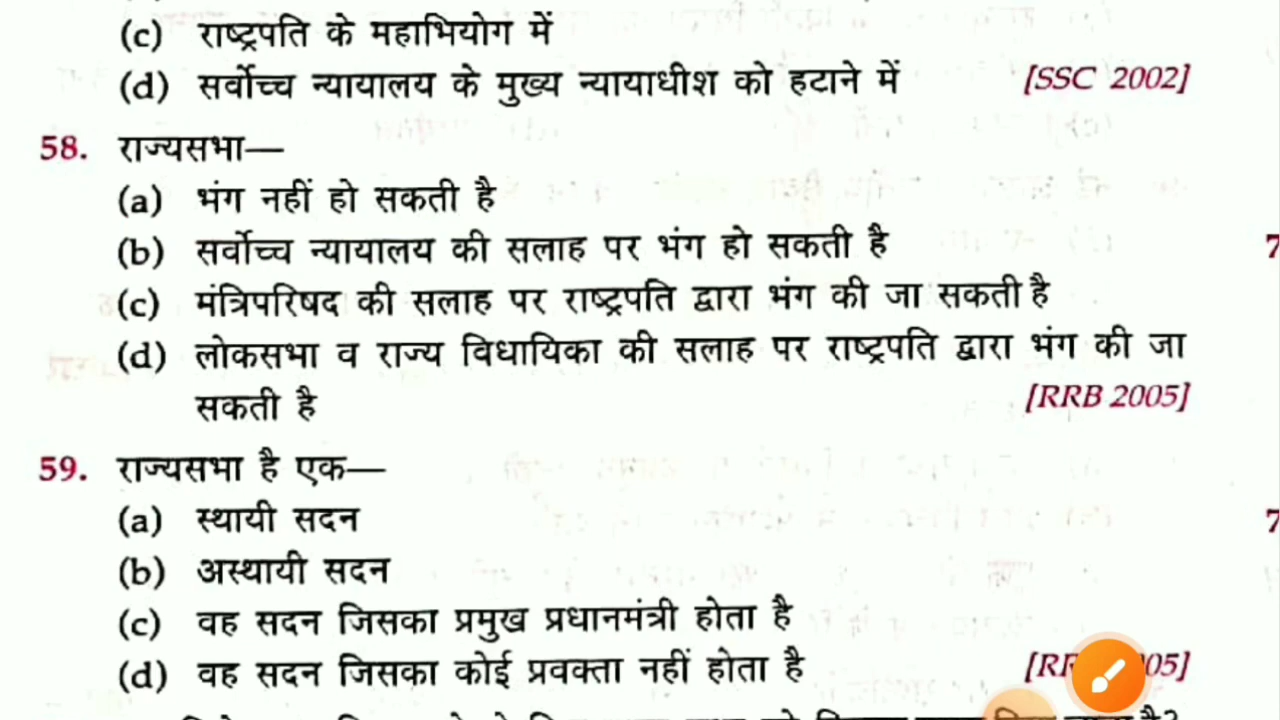 (c) राष्ट्रपति के महाभियोग में
(d) सर्वोच्च न्यायालय के मुख्य न्यायाधीश को हटाने में [SSC 2002]
58. राज्यसभा—
(a) भंग नहीं हो सकती है
(b) सर्वोच्च न्यायालय की सलाह पर भंग हो सकती है
(c) मंत्रिपरिषद की सलाह पर राष्ट्रपति द्वारा भंग की जा सकती है
(d) लोकसभा व राज्य विधायिका की सलाह पर राष्ट्रपति द्वारा भंग की जा
सकती है [RRB 2005]
59. राज्यसभा है एक—
(a) स्थायी सदन
(b) अस्थायी सदन
(c) वह सदन जिसका प्रमुख प्रधानमंत्री होता है
(d) वह सदन जिसका कोई प्रवक्ता नहीं होता है